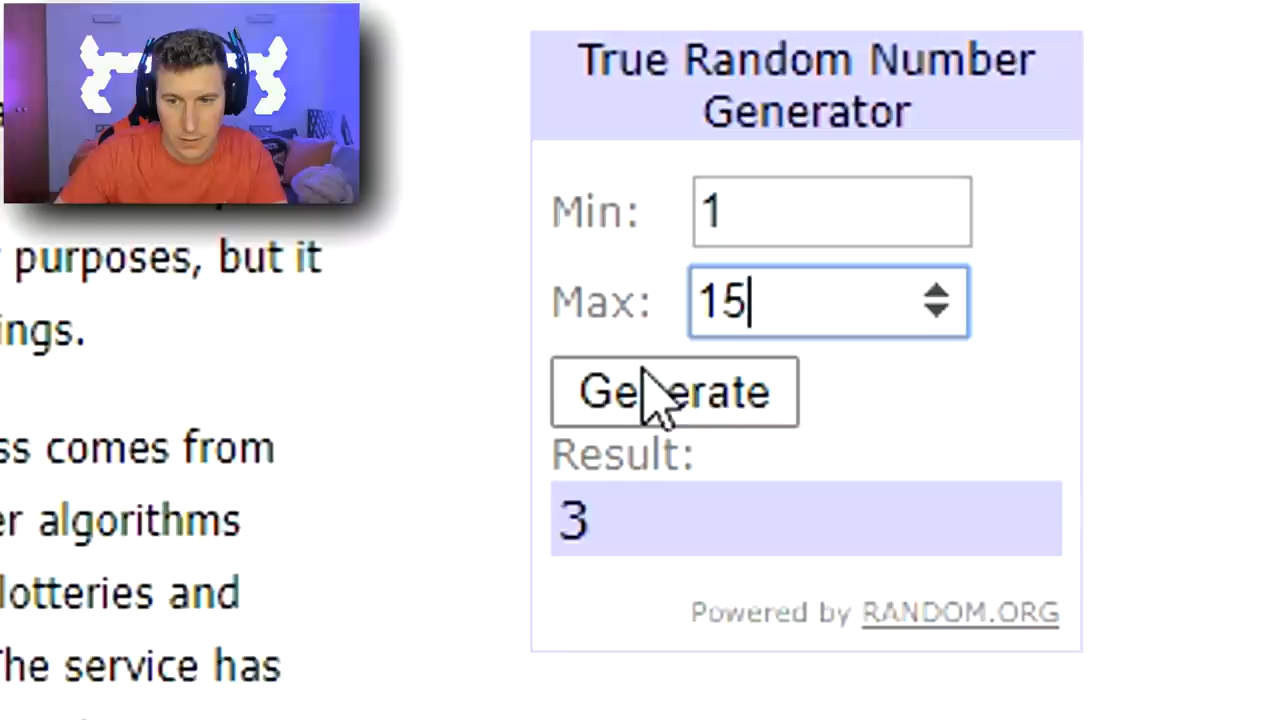 purposes, but it
ings.
ss comes from
er algorithms
lotteries and
The service has
True Random Number
Generator
Min: 1
Max: 15
Generate
Result:
3
Powered by RANDOM.ORG